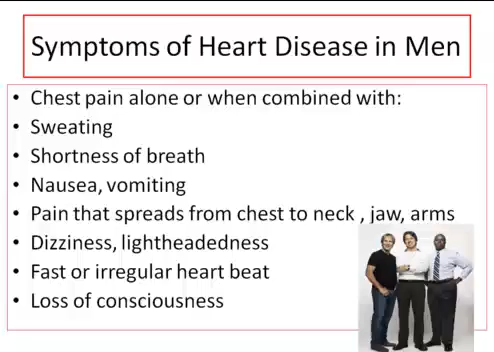 Symptoms of Heart Disease in Men
• Chest pain alone or when combined with:
• Sweating
• Shortness of breath
• Nausea, vomiting
• Pain that spreads from chest to neck , jaw, arms
• Dizziness, lightheadedness
• Fast or irregular heart beat
• Loss of consciousness